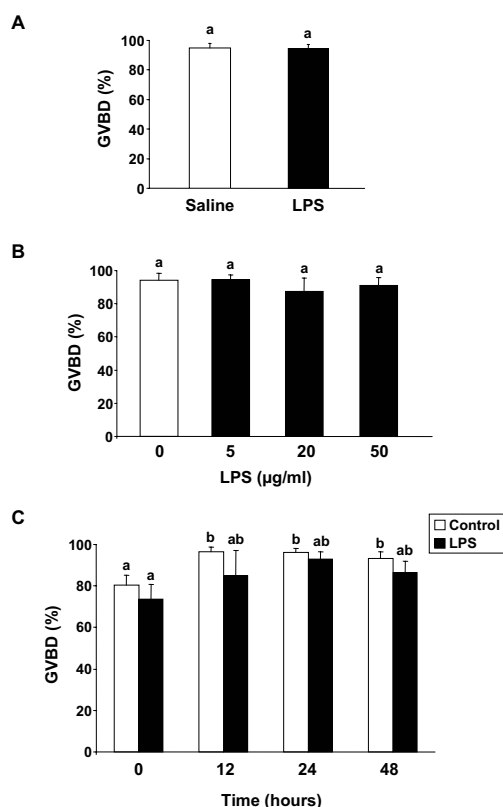 A
a a
100
80
60
40
20
0
GVBD (%)
Saline LPS
B
a a a a
100
80
60
40
20
0
GVBD (%)
0 5 20 50
LPS (µg/ml)
C
Control
LPS
a a b ab b ab b ab
100
80
60
40
20
0
GVBD (%)
0 12 24 48
Time (hours)